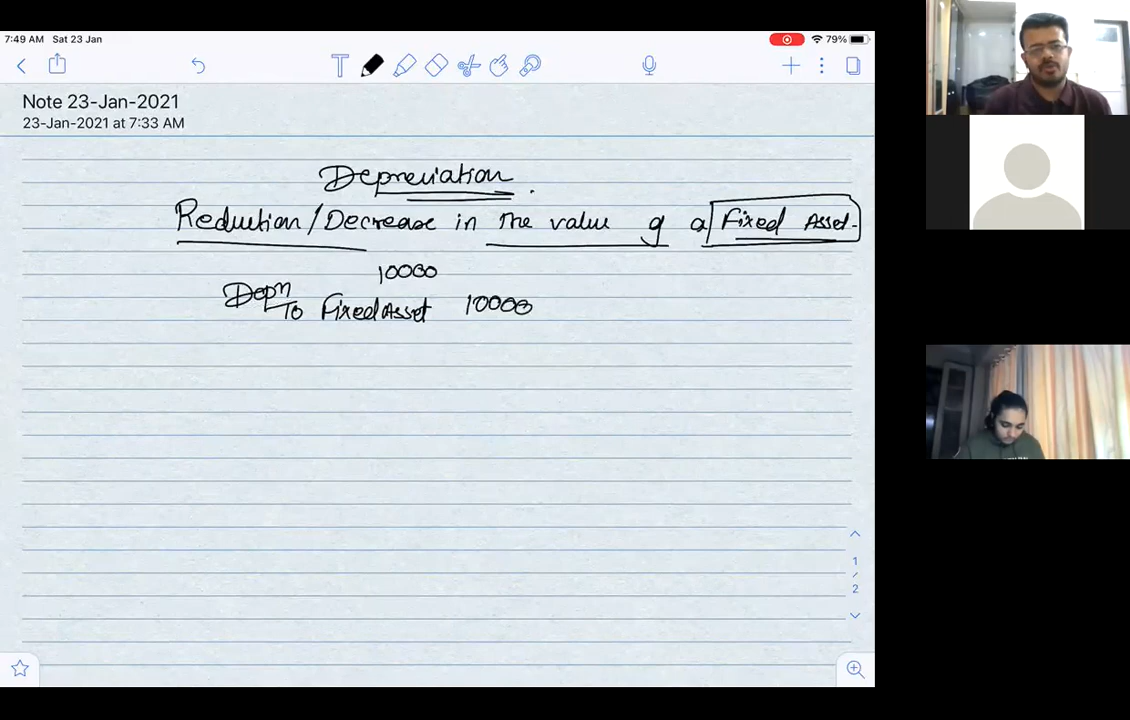 7:49 AM Sat 23 Jan
79%
T
Note 23-Jan-2021
23-Jan-2021 at 7:33 AM
Depreciation
Reduction/Decrease in the value of a Fixed Asset.
10000
Depn
To Fixed Asset 10000
1
/
2